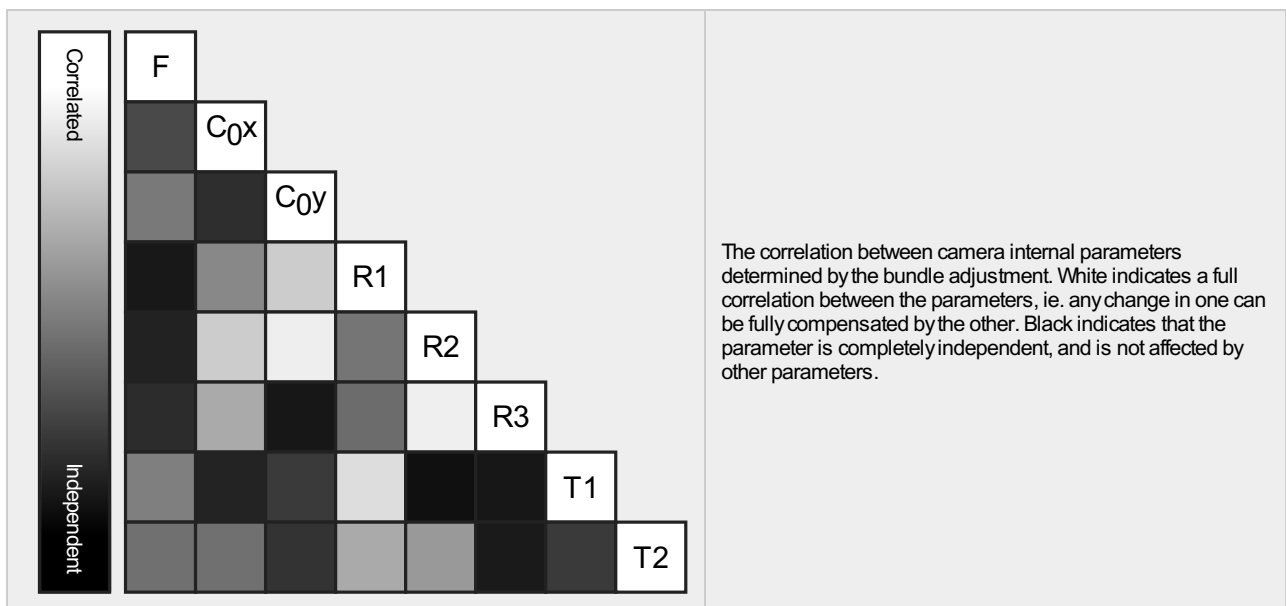 Correlated
Independent
F
C0x
C0y
R1
R2
R3
T1
T2
The correlation between camera internal parameters
determined by the bundle adjustment. White indicates a full
correlation between the parameters, ie. any change in one can
be fully compensated by the other. Black indicates that the
parameter is completely independent, and is not affected by
other parameters.